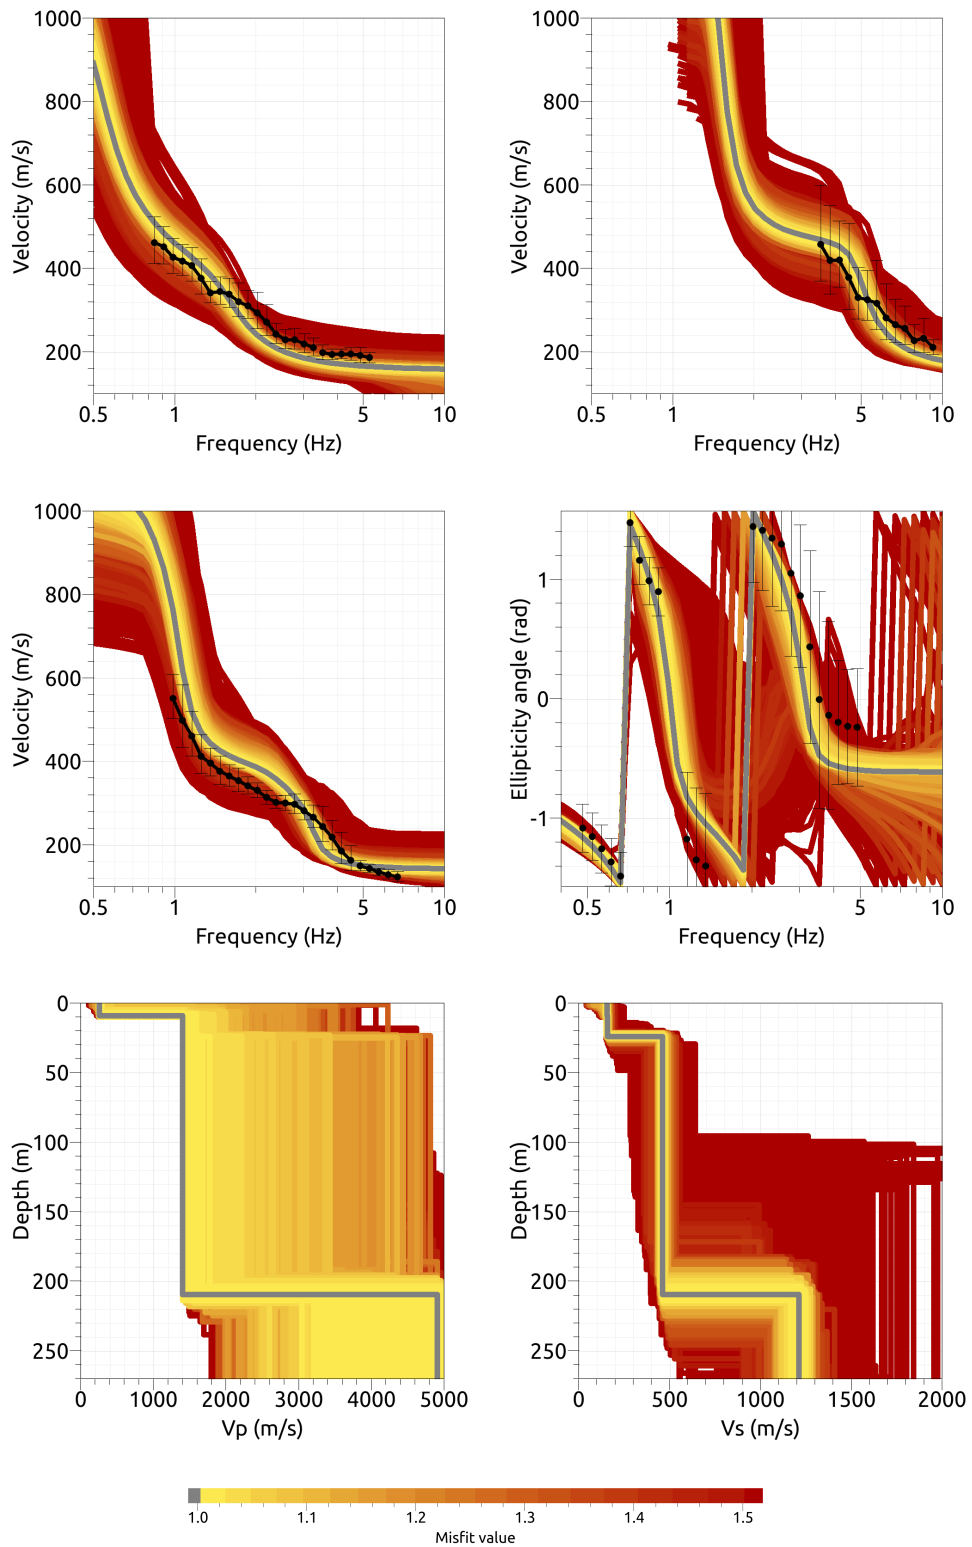 1000
800
600
400
200
Velocity (m/s)
0.5 1 5 10
Frequency (Hz)
1000
800
600
400
200
Velocity (m/s)
0.5 1 5 10
Frequency (Hz)
1000
800
600
400
200
Velocity (m/s)
0.5 1 5 10
Frequency (Hz)
1
0
-1
Ellipticity angle (rad)
0.5 1 5 10
Frequency (Hz)
0
50
100
150
200
250
Depth (m)
0 1000 2000 3000 4000 5000
Vp (m/s)
0
50
100
150
200
250
Depth (m)
0 500 1000 1500 2000
Vs (m/s)
1.0 1.1 1.2 1.3 1.4 1.5
Misfit value